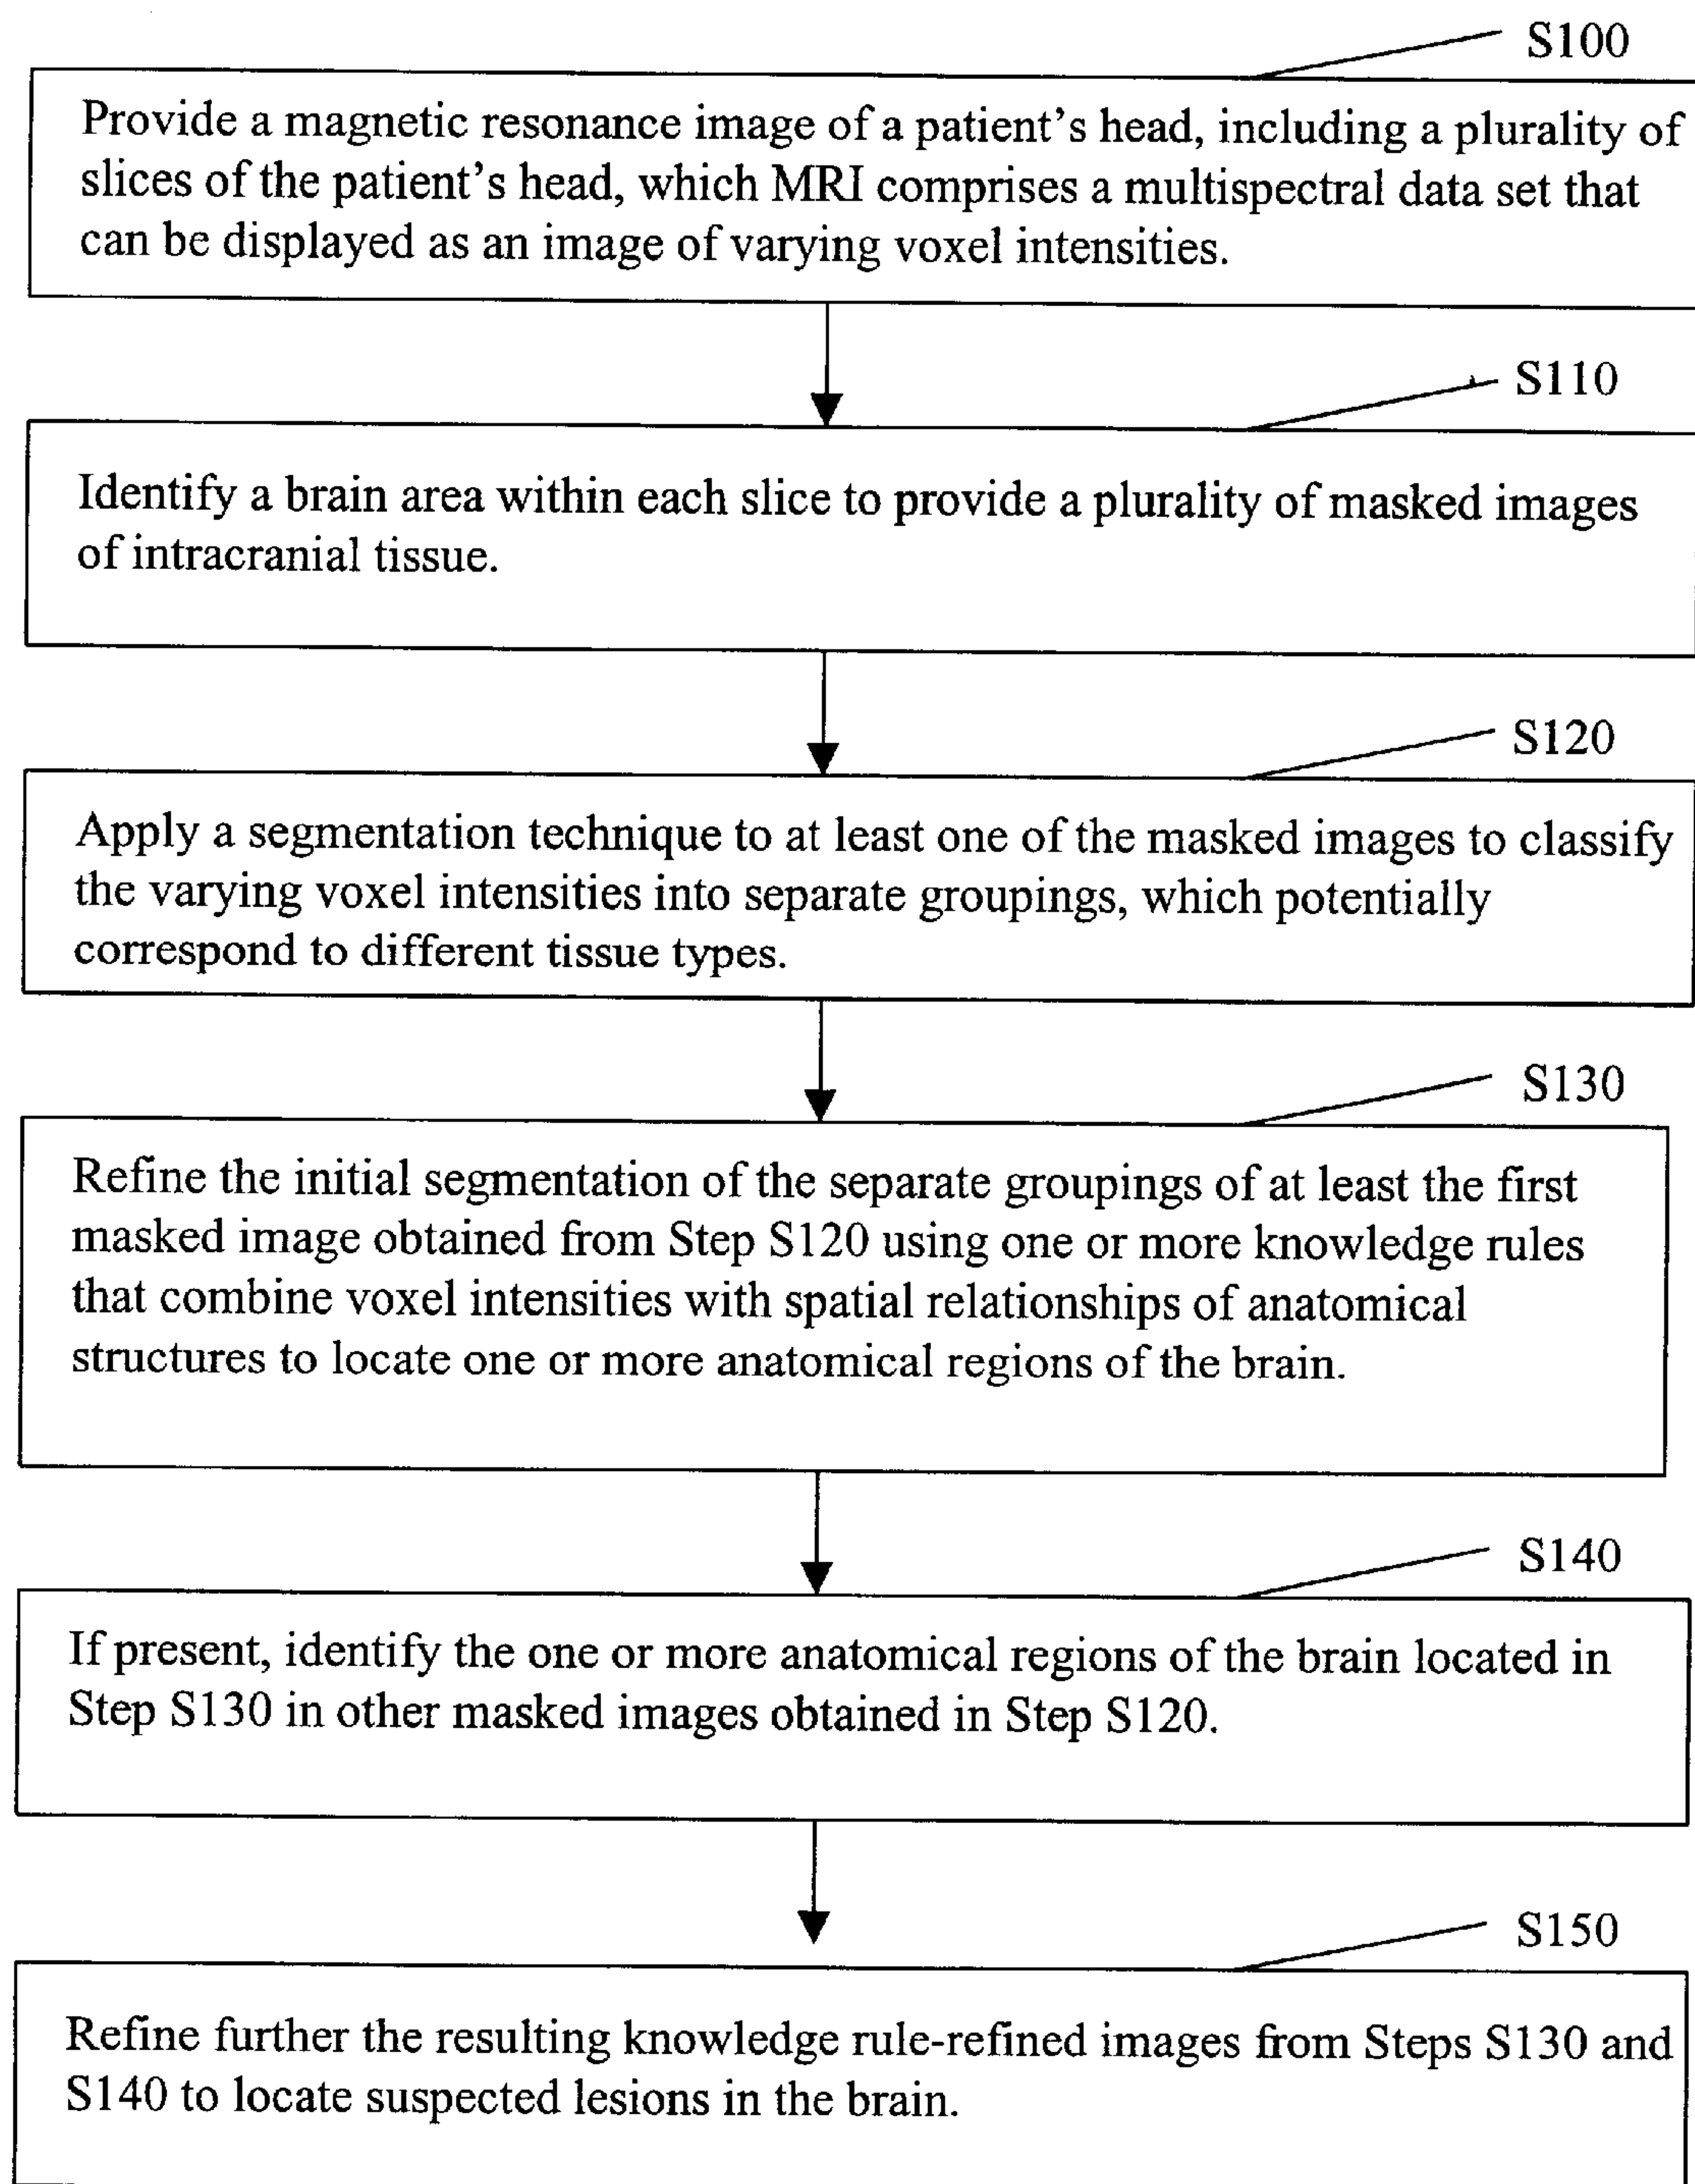 S100
Provide a magnetic resonance image of a patient's head, including a plurality of
slices of the patient's head, which MRI comprises a multispectral data set that
can be displayed as an image of varying voxel intensities.
S110
Identify a brain area within each slice to provide a plurality of masked images
of intracranial tissue.
S120
Apply a segmentation technique to at least one of the masked images to classify
the varying voxel intensities into separate groupings, which potentially
correspond to different tissue types.
S130
Refine the initial segmentation of the separate groupings of at least the first
masked image obtained from Step S120 using one or more knowledge rules
that combine voxel intensities with spatial relationships of anatomical
structures to locate one or more anatomical regions of the brain.
S140
If present, identify the one or more anatomical regions of the brain located in
Step S130 in other masked images obtained in Step S120.
S150
Refine further the resulting knowledge rule-refined images from Steps S130 and
S140 to locate suspected lesions in the brain.